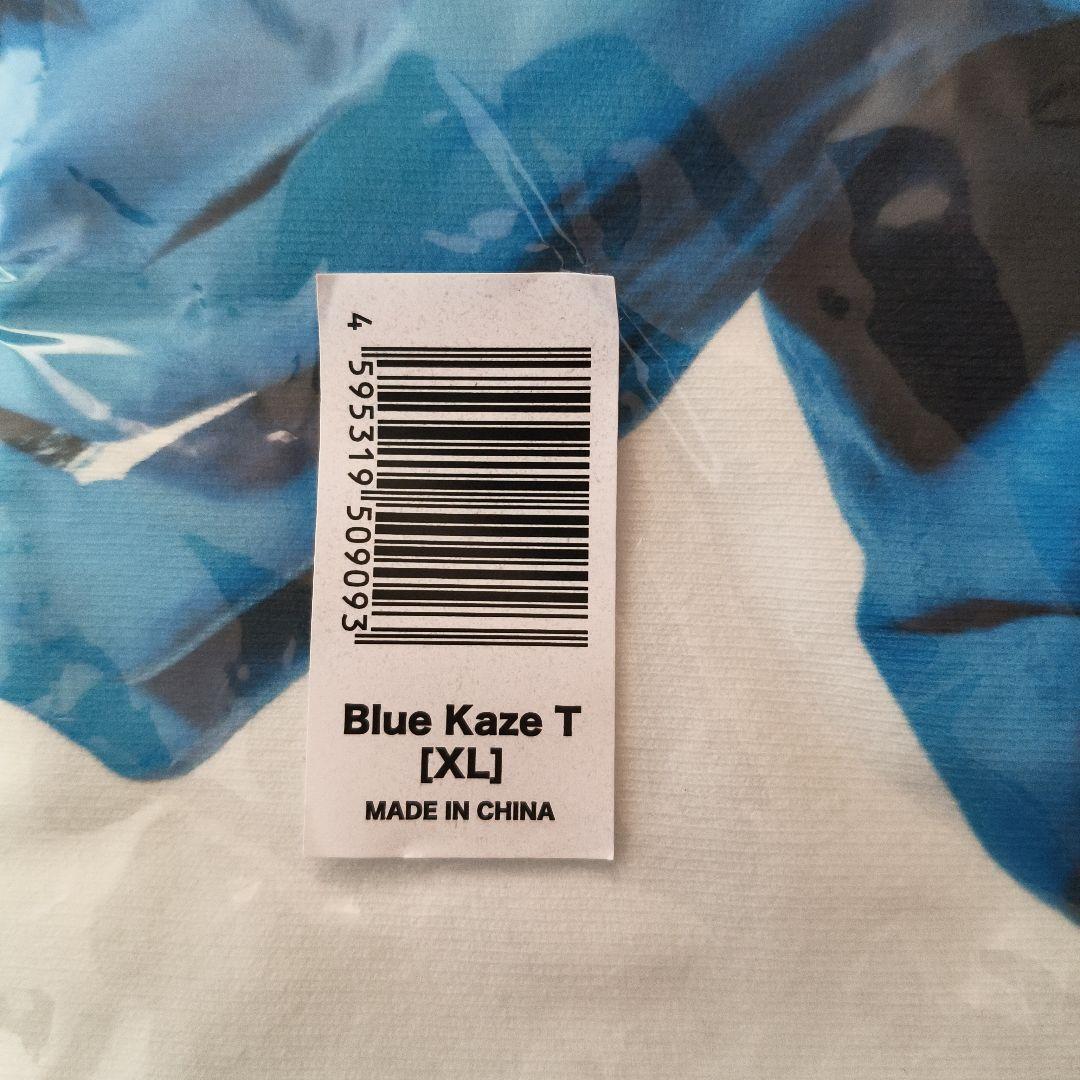 4 595319 509093
Blue Kaze T
[XL]
MADE IN CHINA